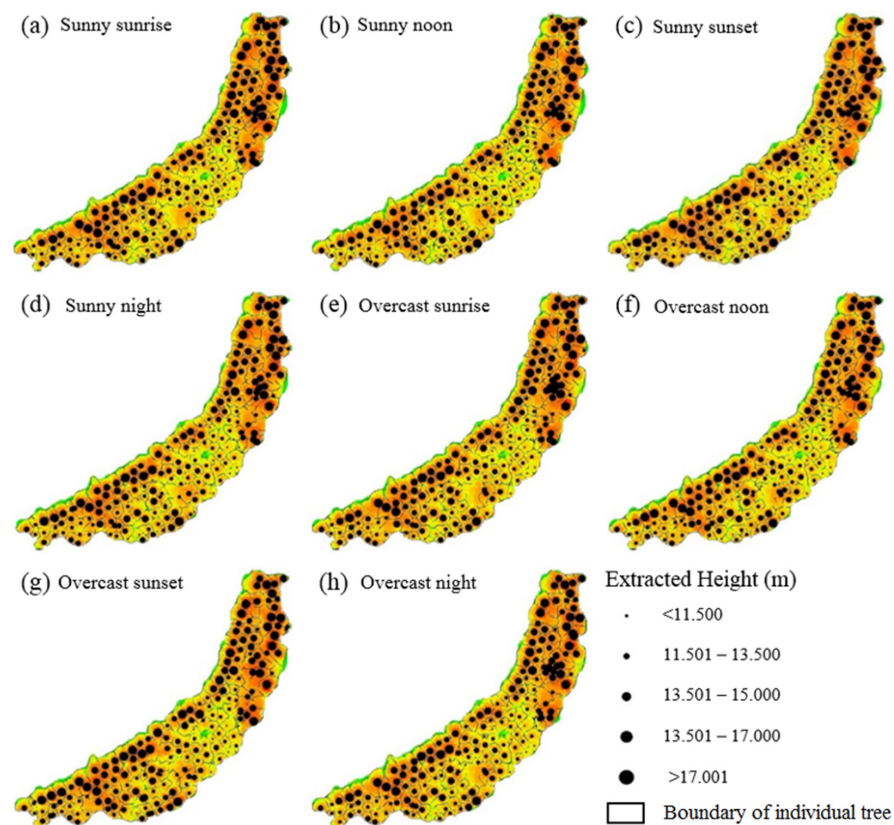 (a) Sunny sunrise
(b) Sunny noon
(c) Sunny sunset
(d) Sunny night
(e) Overcast sunrise
(f) Overcast noon
(g) Overcast sunset
(h) Overcast night
Extracted Height (m)
<11.500
11.501 – 13.500
13.501 – 15.000
13.501 – 17.000
>17.001
Boundary of individual tree